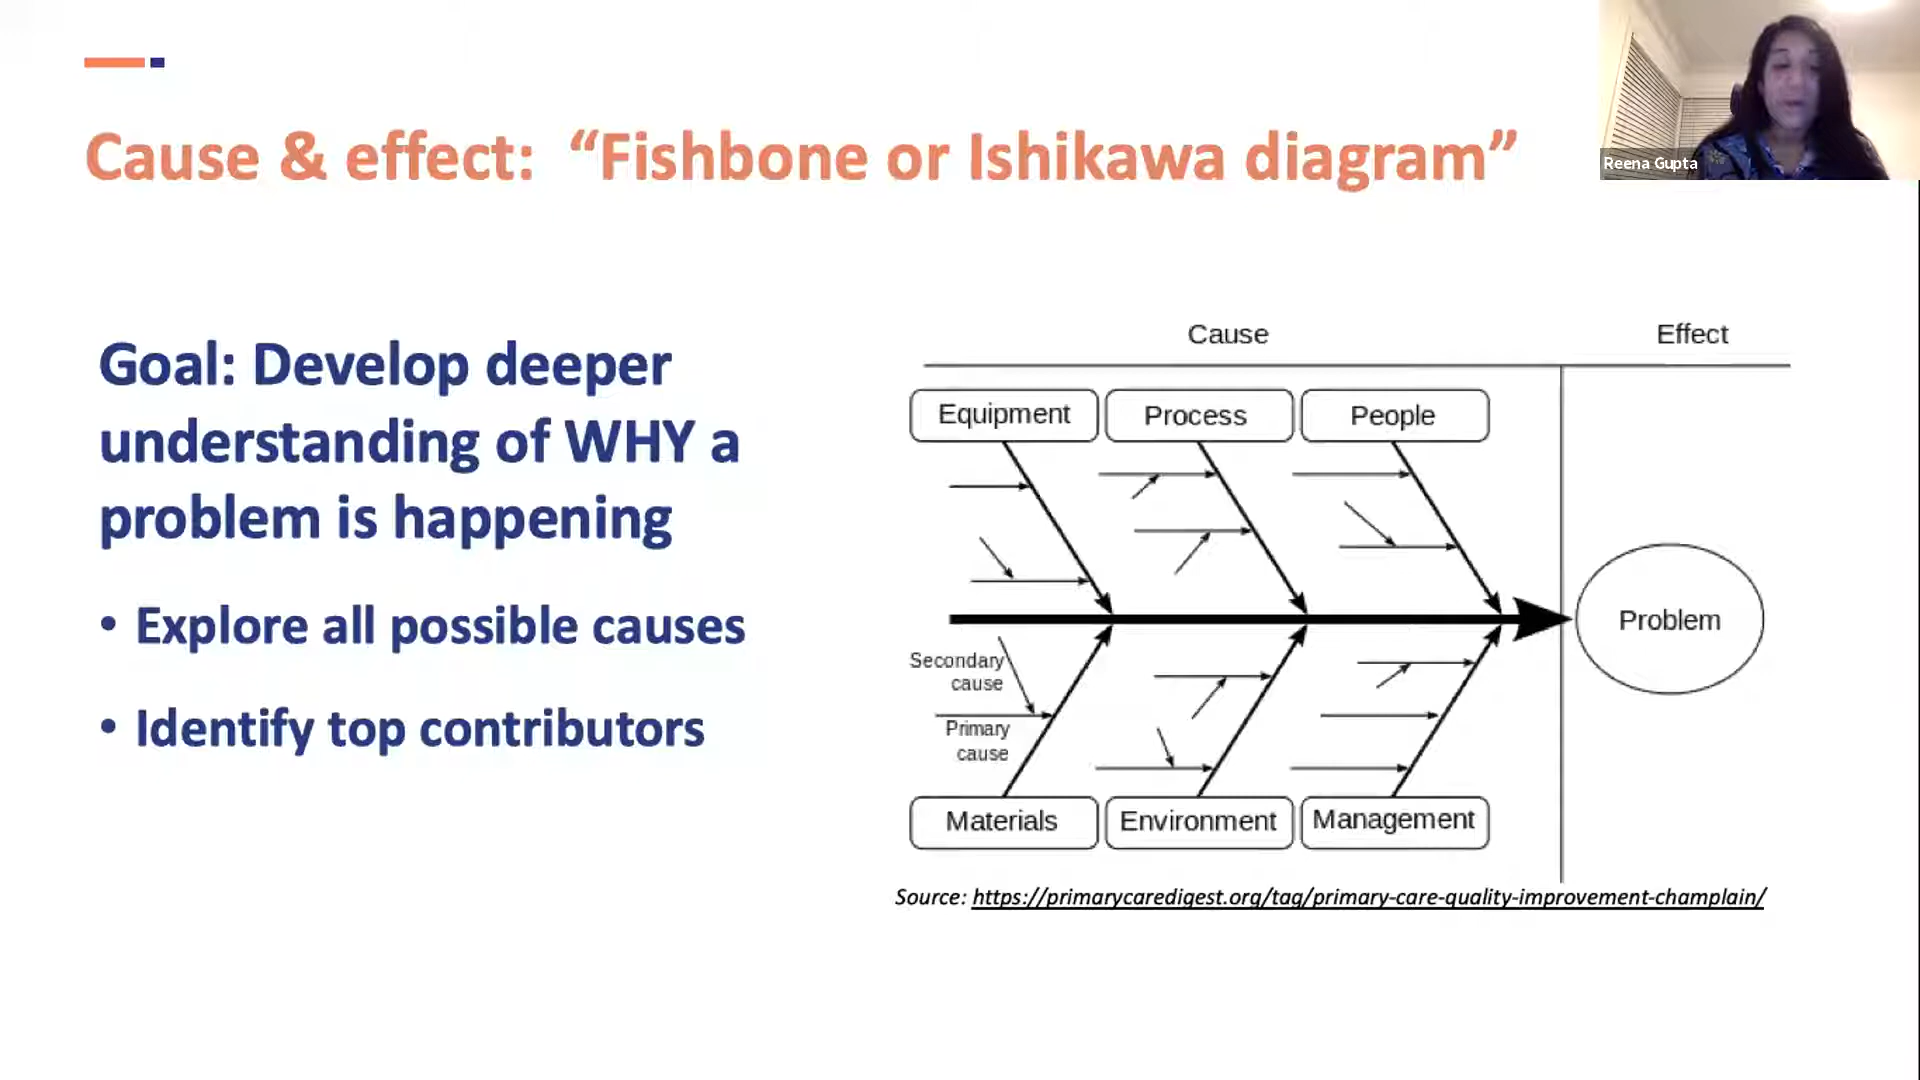 Cause & effect:  “Fishbone or Ishikawa diagram”
Reena Gupta
Goal: Develop deeper
understanding of WHY a
problem is happening
• Explore all possible causes
• Identify top contributors
Cause
Effect
Equipment
Process
People
Problem
Secondary
cause
Primary
cause
Materials
Environment
Management
Source: https://primarycaredigest.org/tag/primary-care-quality-improvement-champlain/